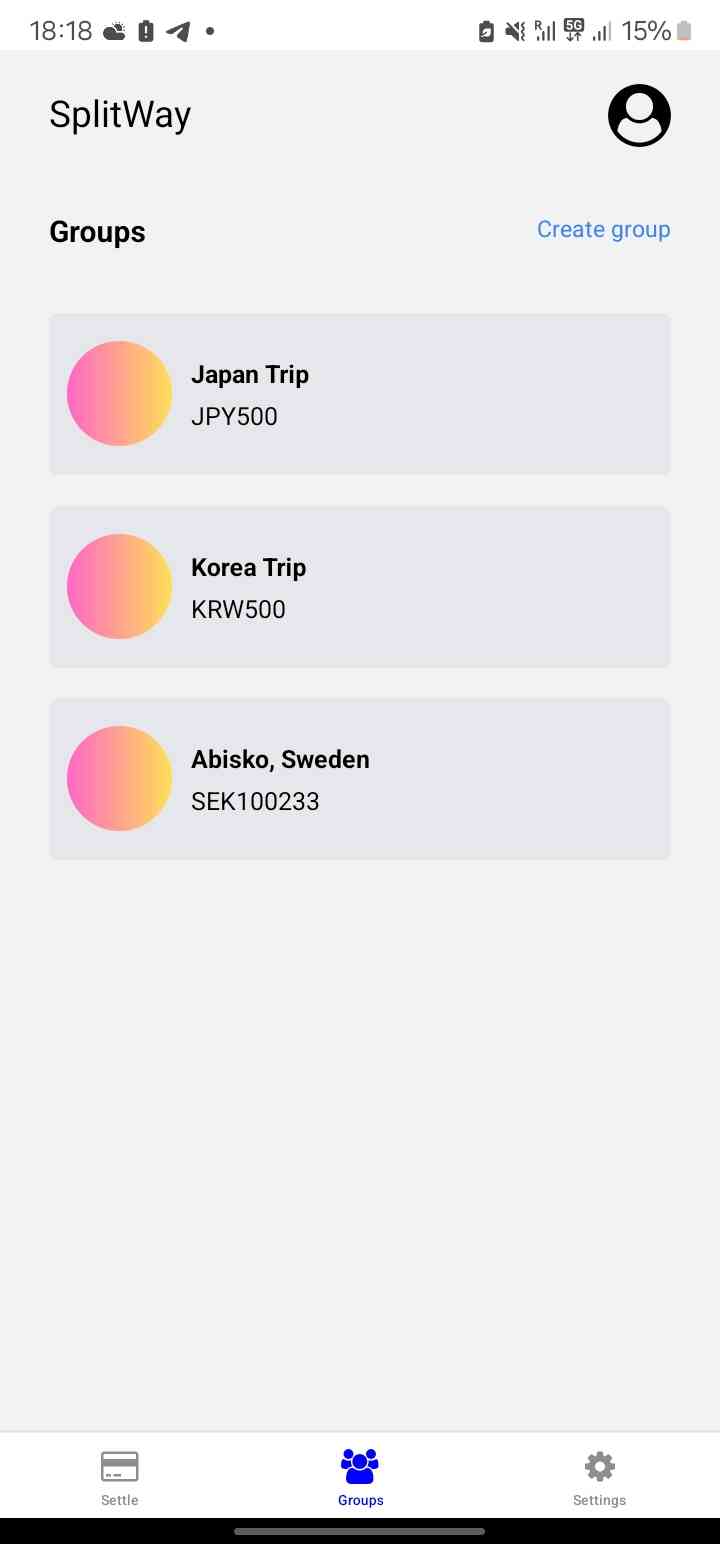 18:18
R 5G 15%
SplitWay
Groups
Create group
Japan Trip
JPY500
Korea Trip
KRW500
Abisko, Sweden
SEK100233
Settle
Groups
Settings